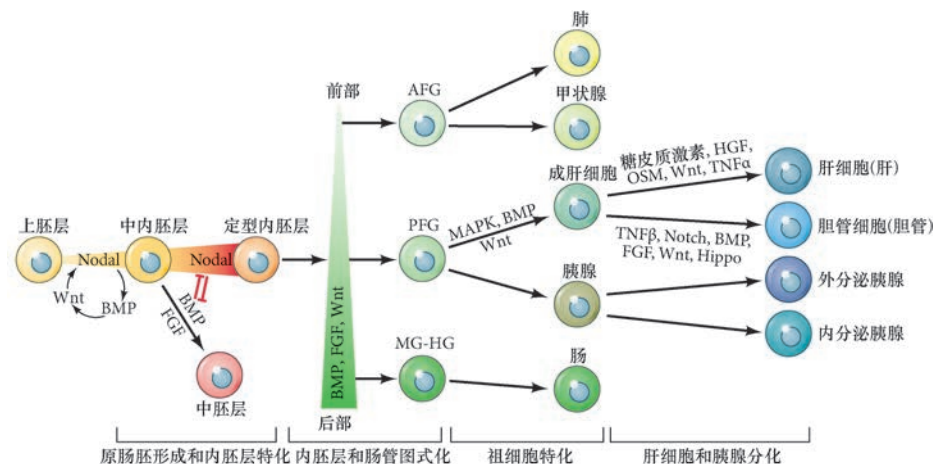 肺
前部
AFG
甲状腺
成肝细胞
糖皮质激素, HGF,
OSM, Wnt, TNFα
肝细胞(肝)
上胚层
中内胚层
定型内胚层
PFG
MAPK, BMP
Wnt
胆管细胞(胆管)
TNFβ, Notch, BMP,
FGF, Wnt, Hippo
Nodal
Nodal
Wnt
BMP
BMP
FGF
胰腺
外分泌胰腺
BMP, FGF, Wnt
内分泌胰腺
MG-HG
肠
中胚层
后部
原肠胚形成和内胚层特化
内胚层和肠管图式化
祖细胞特化
肝细胞和胰腺分化